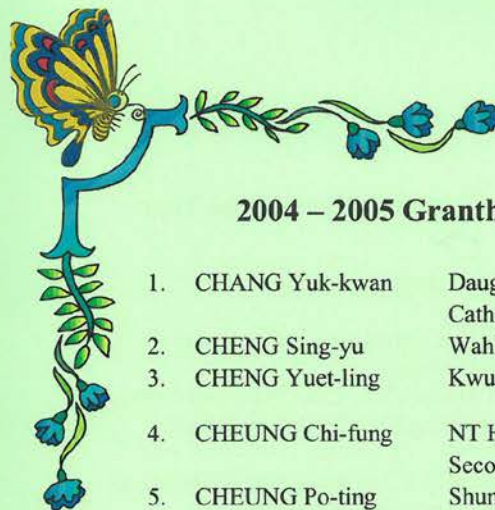 2004 – 2005 Granth
1. CHANG Yuk-kwan Daug
Cath
2. CHENG Sing-yu Wah
3. CHENG Yuet-ling Kwu
4. CHEUNG Chi-fung NT H
Seco
5. CHEUNG Po-ting Shun